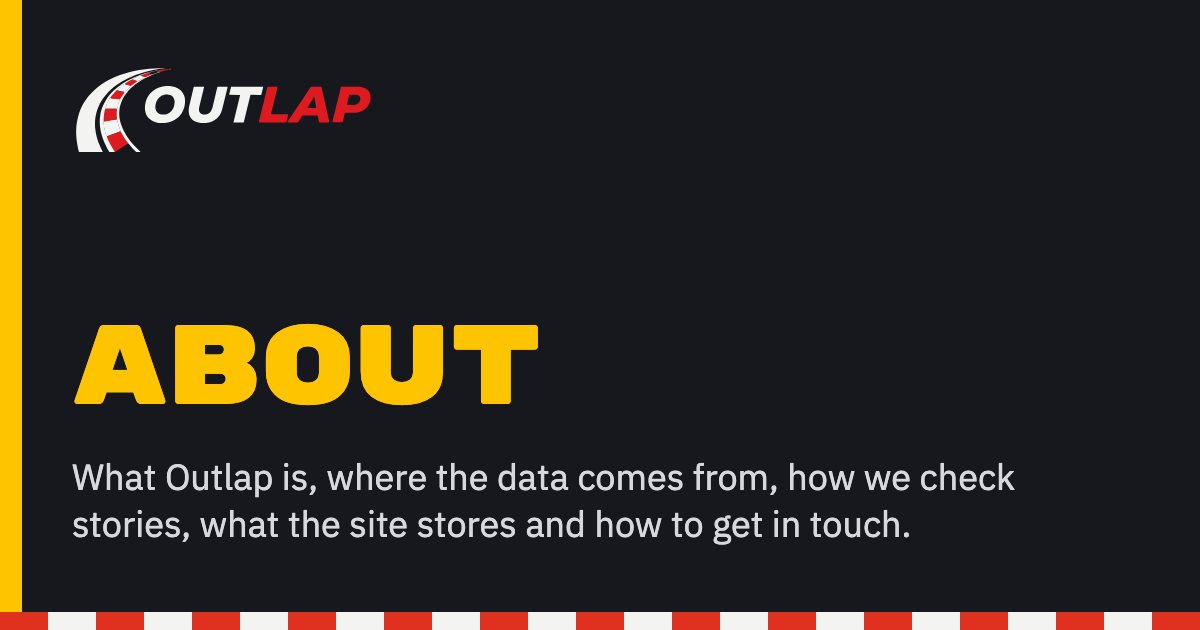 OUTLAP
ABOUT
What Outlap is, where the data comes from, how we check
stories, what the site stores and how to get in touch.